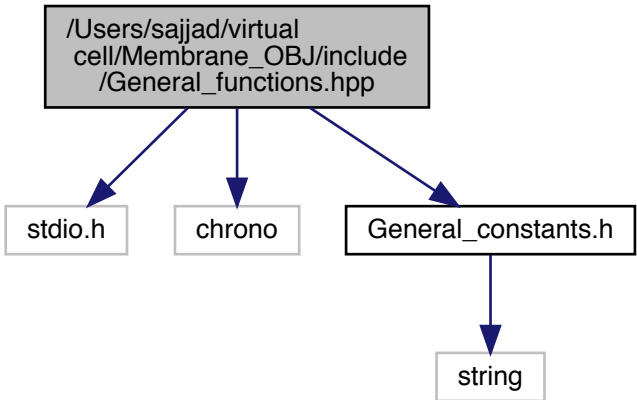 /Users/sajjad/virtual
cell/Membrane_OBJ/include
/General_functions.hpp
stdio.h
chrono
General_constants.h
string